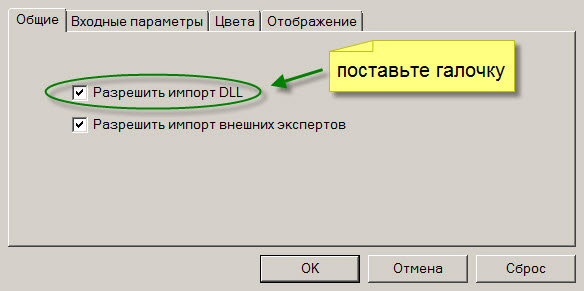 Общие Входные параметры Цвета Отображение
поставьте галочку
Разрешить импорт DLL
Разрешить импорт внешних экспертов
OK Отмена Сброс